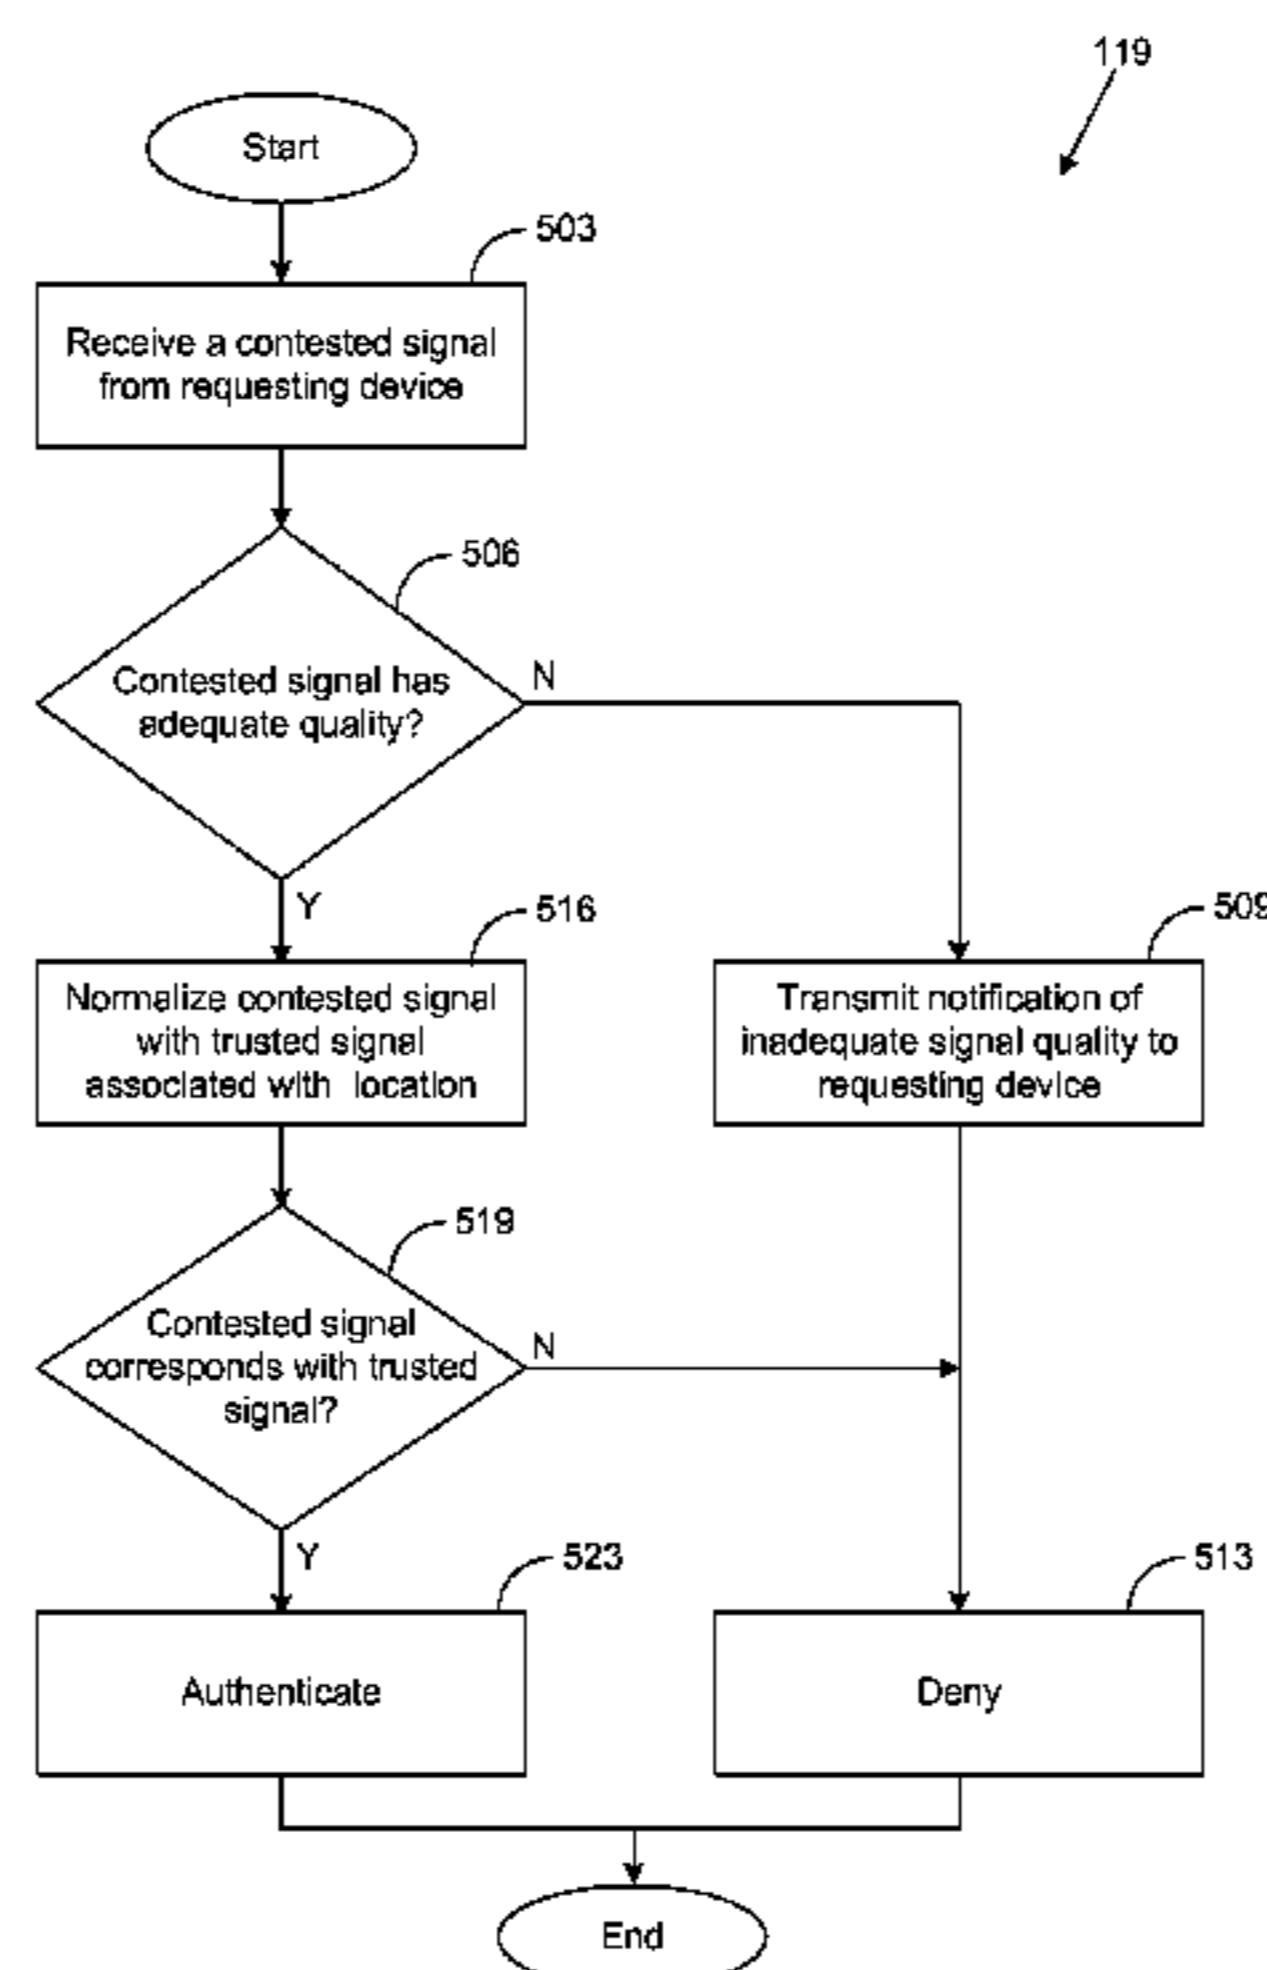 119
Start
503
Receive a contested signal
from requesting device
506
Contested signal has
adequate quality?
N
Y
516
Normalize contested signal
with trusted signal
associated with location
509
Transmit notification of
inadequate signal quality to
requesting device
519
Contested signal
corresponds with trusted
signal?
N
Y
523
Authenticate
513
Deny
End